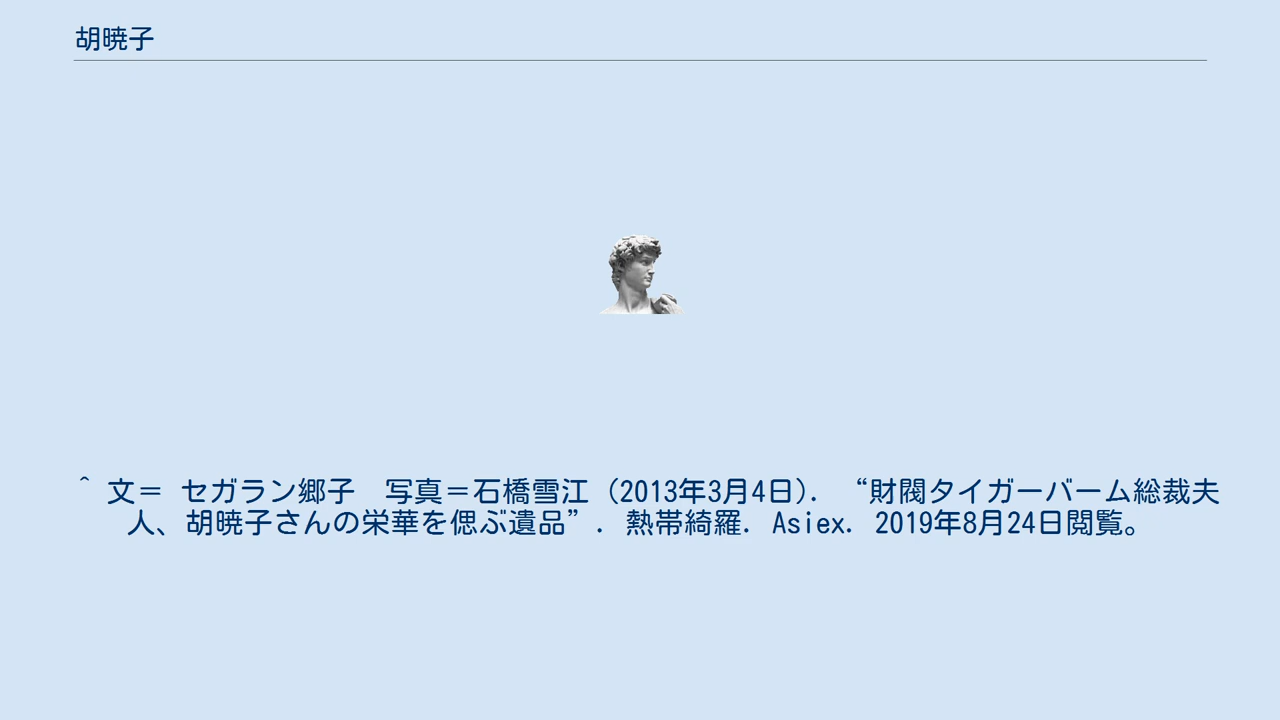 胡暁子
^ 文＝ セガラン郷子　写真＝石橋雪江 (2013年3月4日). “財閥タイガーバーム総裁夫
人、胡暁子さんの栄華を偲ぶ遺品”. 熱帯綺羅. Asiex. 2019年8月24日閲覧。